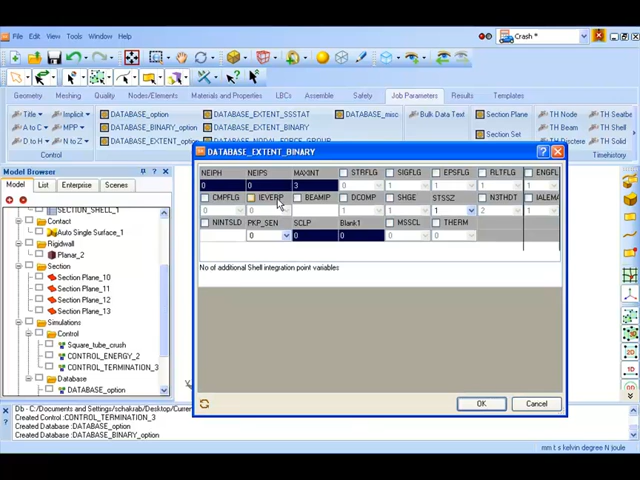 File Edit View Tools Window Help
Crash *
Geometry Meshing Quality Nodes/Elements Materials and Properties LBCs Assemble Safety Job Parameters Results Templates
Title Implicit DATABASE_option DATABASE_EXTENT_SSSTAT DATABASE_misc Bulk Data Text Section Plane TH Node TH Seatbe
A to C MPP DATABASE_BINARY_option DATABASE_EXTENT_BINARY TH Beam TH Shell
D to H N to Z DATABASE_EXTENT_optio DATABASE_NODAL_FORCE_GROUP Section Set TH Discre
Timehistory
Model Browser
Model List Enterprise Scenes
SECTION_SHELL_1
Contact
Auto Single Surface_1
Rigidwall
Planar_2
Section
Section Plane_10
Section Plane_11
Section Plane_12
Section Plane_13
Simulations
Control
Square_tube_crush
CONTROL_ENERGY_2
CONTROL_TERMINATION_3
Database
DATABASE_option
DATABASE_EXTENT_BINARY
NEIPH NEIPS MAXINT STRFLG SIGFLG EPSFLG RLTFLG ENGFL
0 0 3 0 1 1 1 1
CMPFLG IEVERP BEAMIP DCOMP SHGE STSSZ N3THDT IALEMA
0 0 0 1 1 1 2 1
NINTSLD PKP_SEN SCLP Blank1 MSSCL THERM
0 0 0 0 0
No of additional Shell integration point variables
OK Cancel
Db - C:/Documents and Settings/schakrab/Desktop/Curren
Created Control :CONTROL_TERMINATION_3
Created Database :DATABASE_option
Created Database :DATABASE_BINARY_option
mm t s kelvin degree N joule